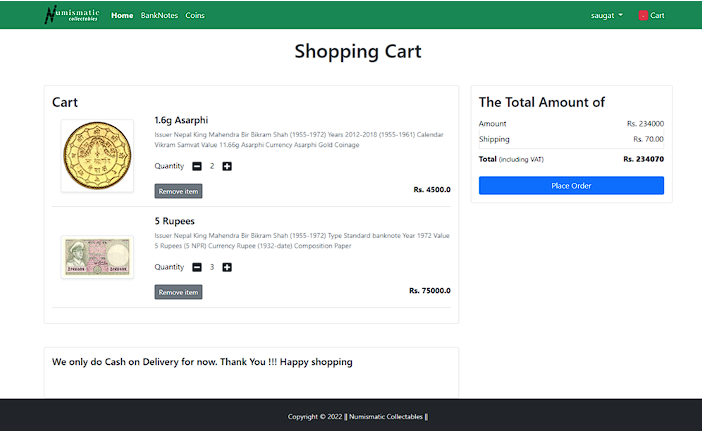 Numismatic
collectables
Home BankNotes Coins
saugat
Cart
Shopping Cart
Cart
1.6g Asarphi
Issuer Nepal King Mahendra Bir Bikram Shah (1955-1972) Years 2012-2018 (1955-1961) Calendar
Vikram Samvat Value 11.66g Asarphi Currency Asarphi Gold Coinage
Quantity 2
Remove item
Rs. 4500.0
5 Rupees
Issuer Nepal King Mahendra Bir Bikram Shah (1955-1972) Type Standard banknote Year 1972 Value
5 Rupees (5 NPR) Currency Rupee (1932-date) Composition Paper
Quantity 3
Remove item
Rs. 75000.0
The Total Amount of
Amount Rs. 234000
Shipping Rs. 70.00
Total (including VAT) Rs. 234070
Place Order
We only do Cash on Delivery for now. Thank You !!! Happy shopping
Copyright © 2022 || Numismatic Collectables ||